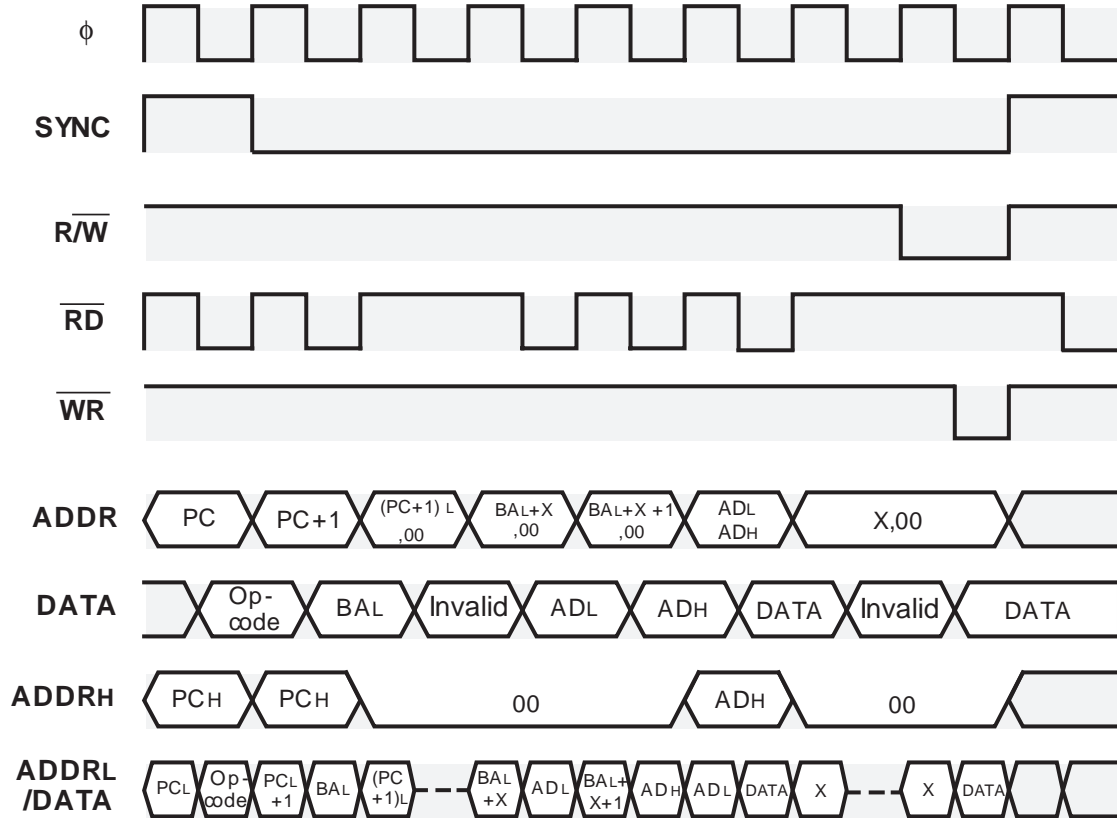 ϕ
SYNC
R/W
RD
WR
ADDR
PC
PC+1
(PC+1) L
,00
BAL+X
,00
BAL+X +1
,00
ADL
ADH
X,00
DATA
Op-
code
BAL
Invalid
ADL
ADH
DATA
Invalid
DATA
ADDRH
PCH
PCH
00
ADH
00
ADDRL
/DATA
PCL
Op-
code
PCL
+1
BAL
(PC
+1)L
BAL
+X
ADL
BAL+
X+1
ADH
ADL
DATA
X
X
DATA